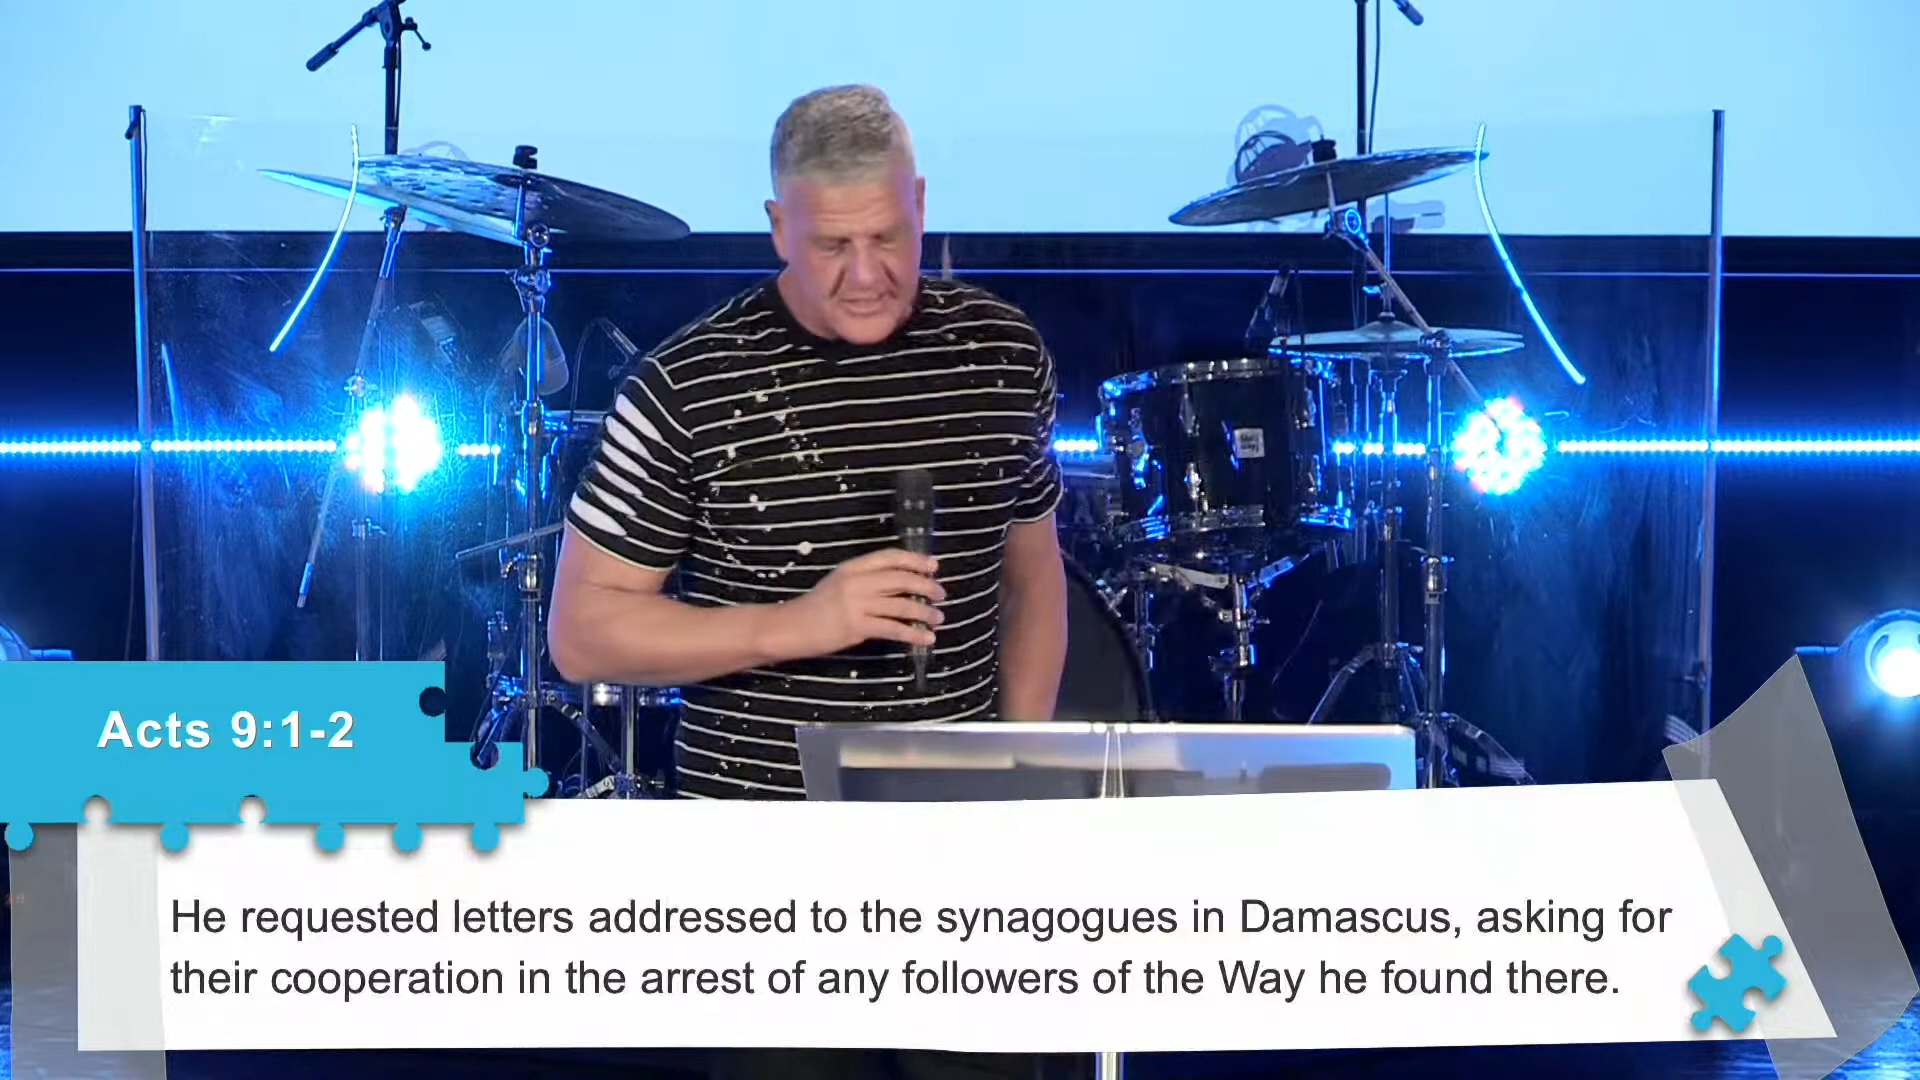 Acts 9:1-2
He requested letters addressed to the synagogues in Damascus, asking for
their cooperation in the arrest of any followers of the Way he found there.